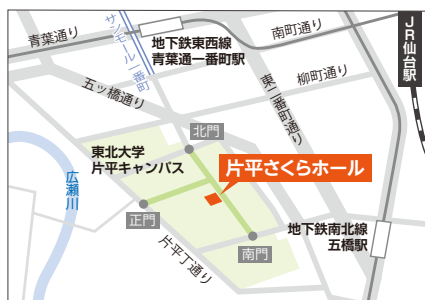 青葉通り
サンモール一番町
地下鉄東西線
青葉通一番町駅
南町通り
JR仙台駅
五ッ橋通り
東二番町通り
柳町通り
北門
東北大学
片平キャンパス
片平さくらホール
広瀬川
正門
片平丁通り
南門
地下鉄南北線
五橋駅